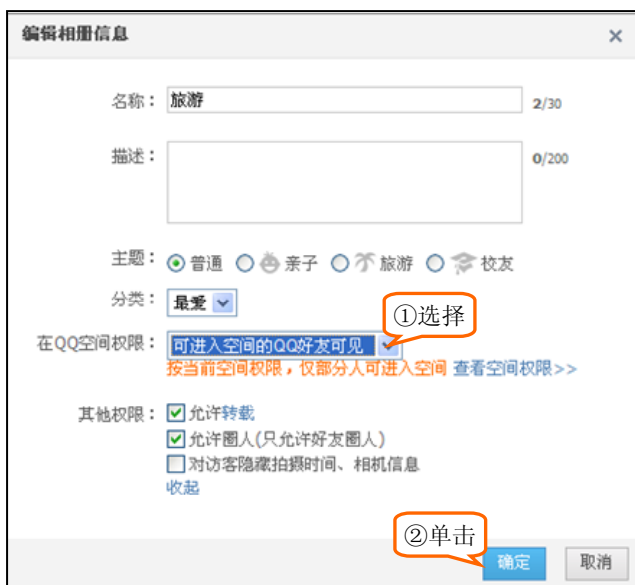 编辑相册信息 ×
名称： 旅游 2/30
描述： 0/200
主题： 普通 亲子 旅游 校友
分类： 最爱
①选择
在QQ空间权限： 可进入空间的QQ好友可见
按当前空间权限，仅部分人可进入空间 查看空间权限>>
其他权限： 允许转载
允许圈人(只允许好友圈人)
对访客隐藏拍摄时间、相机信息
收起
②单击
确定 取消